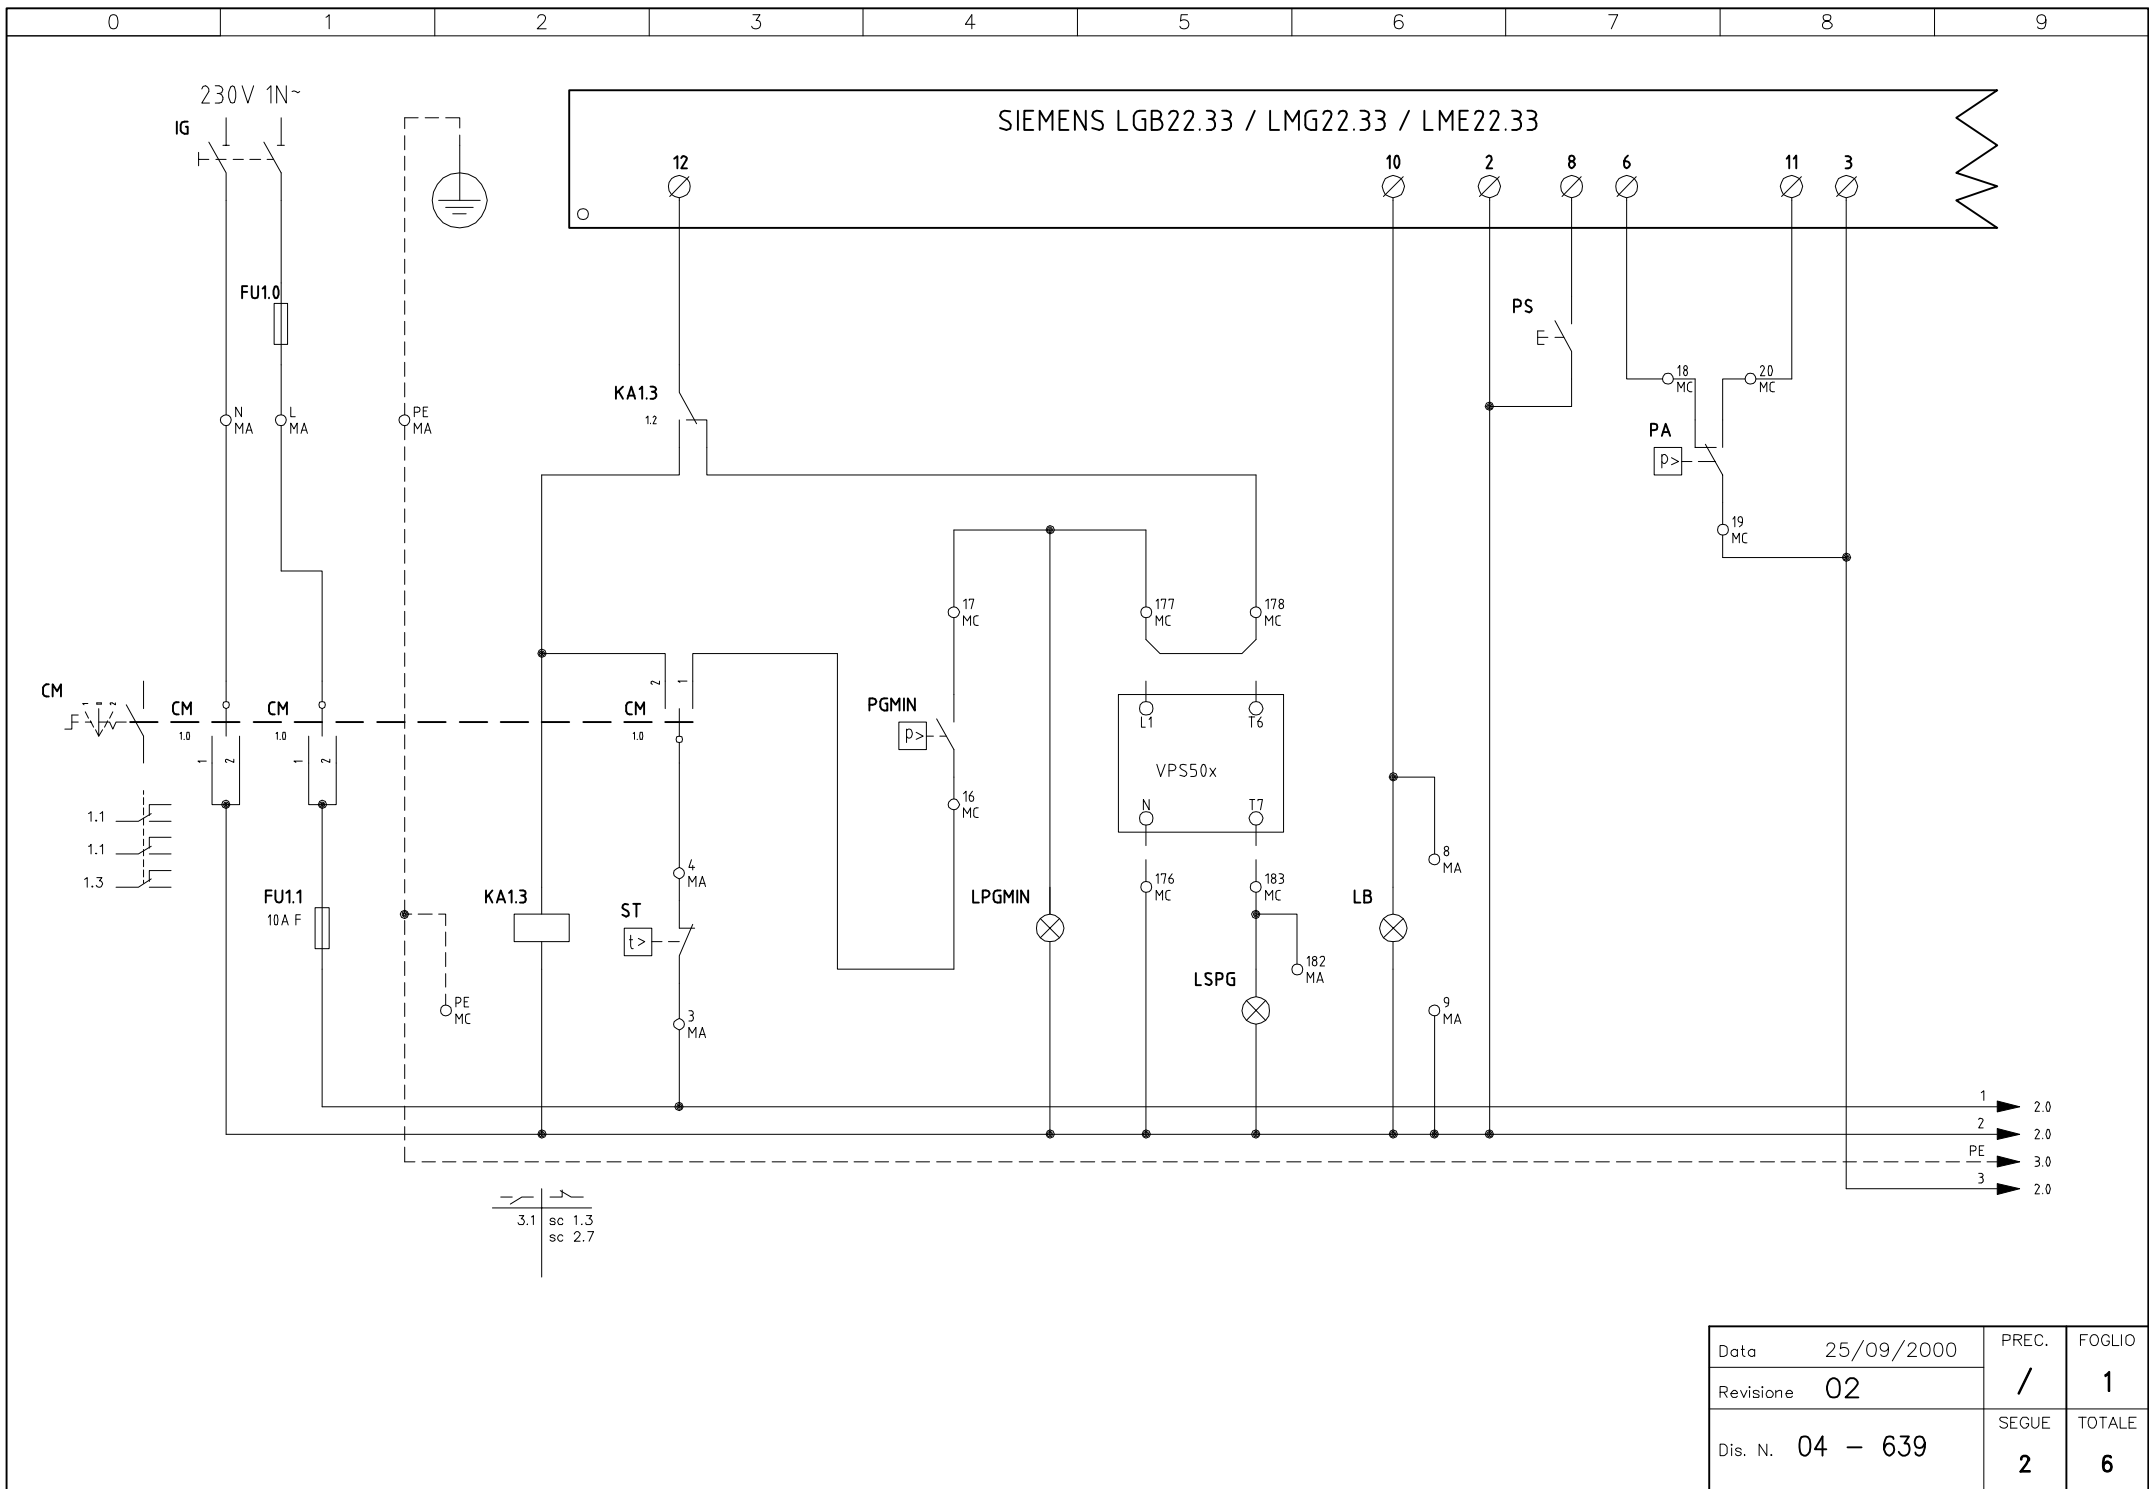 0 1 2 3 4 5 6 7 8 9
230V 1N~
IG
SIEMENS LGB22.33 / LMG22.33 / LME22.33
12 10 2 8 6 11 3
FU1.0
PS
KA1.3
1.2
18
MC
20
MC
N
MA
L
MA
PE
MA
PA
P>
19
MC
17
MC
177
MC
178
MC
CM
1 0 2
CM
1.0
1 2
CM
1.0
1 2
CM
1.0
2 1
PGMIN
P>
16
MC
L1 T6
VPS50x
N T7
1.1
1.1
1.3
8
MA
4
MA
176
MC
183
MC
FU1.1
10A F
KA1.3
ST
t>
LPGMIN
LB
182
MA
LSPG
PE
MC
3
MA
9
MA
1 2.0
2 2.0
PE 3.0
3 2.0
3.1 sc 1.3
sc 2.7
Data 25/09/2000
PREC. FOGLIO
/ 1
Revisione 02
SEGUE TOTALE
Dis. N. 04 - 639
2 6